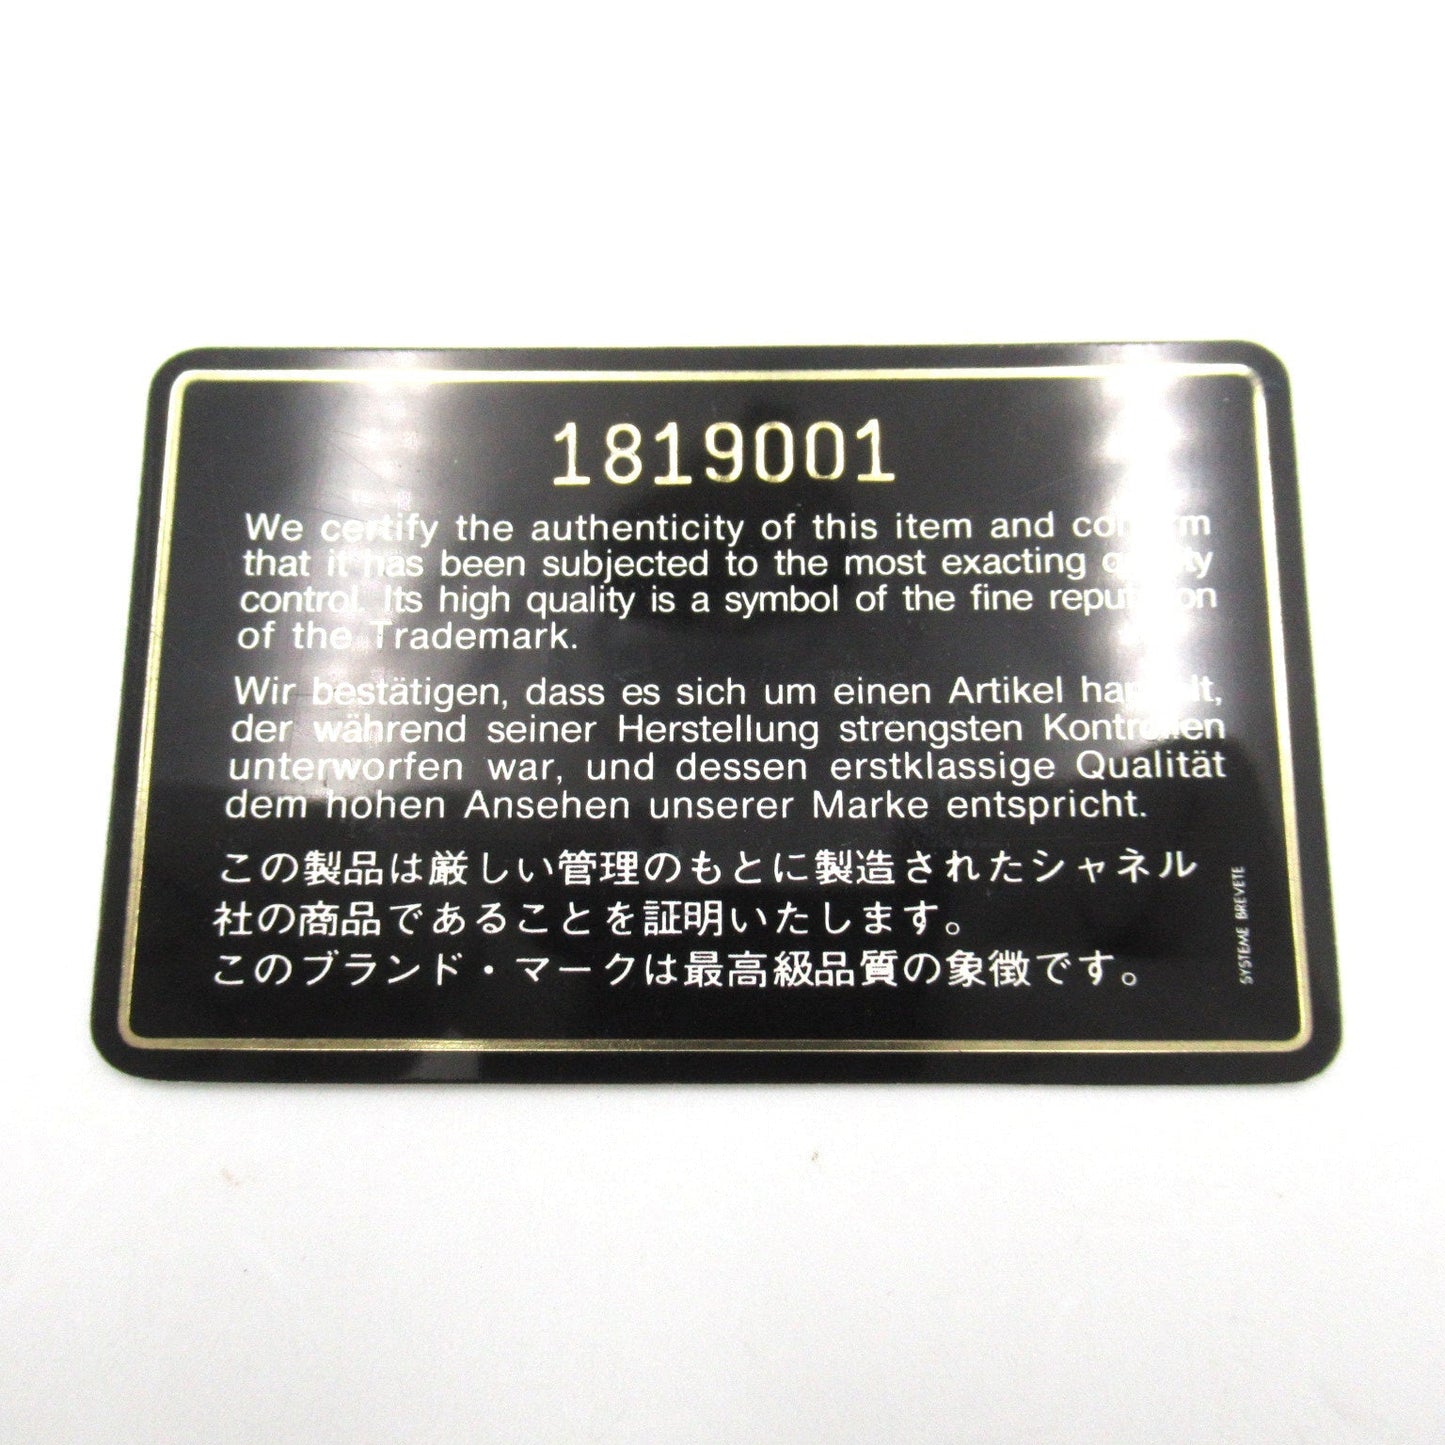 1819001
We certify the authenticity of this item and confirm
that it has been subjected to the most exacting quality
control. Its high quality is a symbol of the fine reputation
of the Trademark.
Wir bestätigen, dass es sich um einen Artikel handelt,
der während seiner Herstellung strengsten Kontrollen
unterworfen war, und dessen erstklassige Qualität
dem hohen Ansehen unserer Marke entspricht.
この製品は厳しい管理のもとに製造されたシャネル
社の商品であることを証明いたします。
このブランド・マークは最高級品質の象徴です。
SYSTEME BREVETE